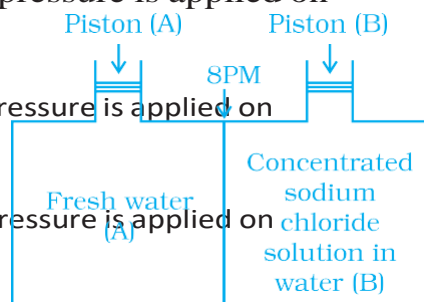 pressure is applied on
Piston (A)
Piston (B)
SPM
ressure is applied on
Fresh water
(A)
Concentrated
sodium
chloride
solution in
water (B)
ressure is applied on